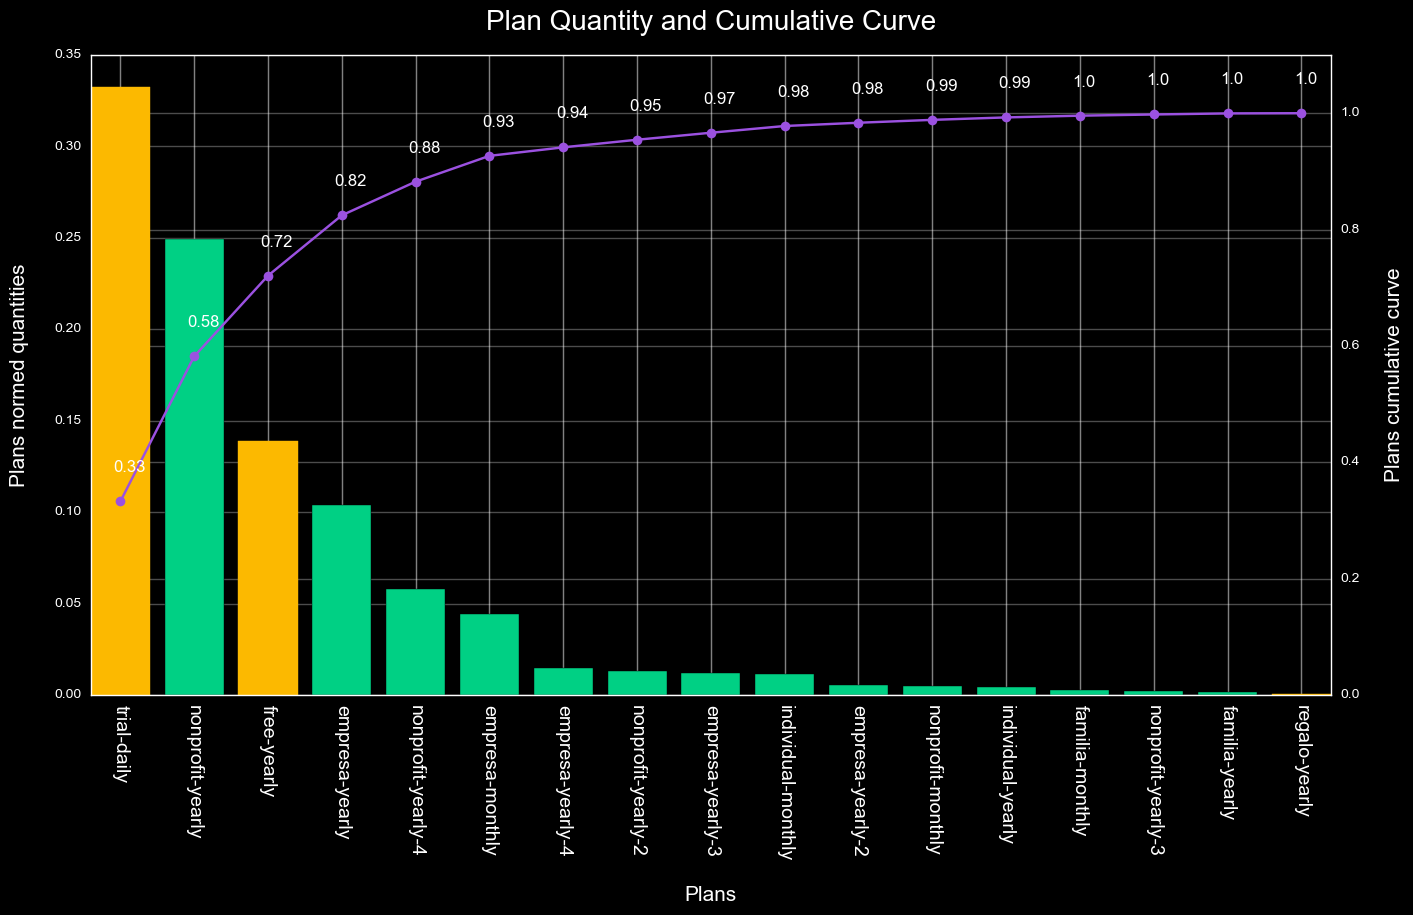 Plan Quantity and Cumulative Curve
0.35
0.30
0.25
0.20
0.15
0.10
0.05
0.00
Plans normed quantities
0.33
0.58
0.72
0.82
0.88
0.93
0.94
0.95
0.97
0.98
0.98
0.99
0.99
1.0
1.0
1.0
1.0
1.0
0.8
0.6
0.4
0.2
0.0
Plans cumulative curve
trial-daily
nonprofit-yearly
free-yearly
empresa-yearly
nonprofit-yearly-4
empresa-monthly
empresa-yearly-4
nonprofit-yearly-2
empresa-yearly-3
individual-monthly
empresa-yearly-2
nonprofit-monthly
individual-yearly
familia-monthly
nonprofit-yearly-3
familia-yearly
regalo-yearly
Plans